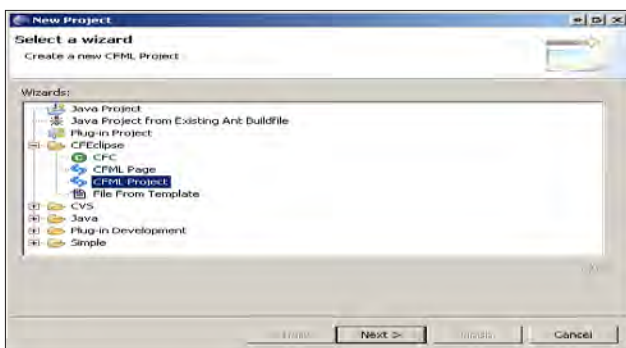 New Project
Select a wizard
Create a new CFML Project
Wizards:
Java Project
Java Project from Existing Ant Buildfile
Plug-in Project
CFEclipse
CFC
CFML Page
CFML Project
File From Template
CVS
Java
Plug-in Development
Simple
Next >
Cancel